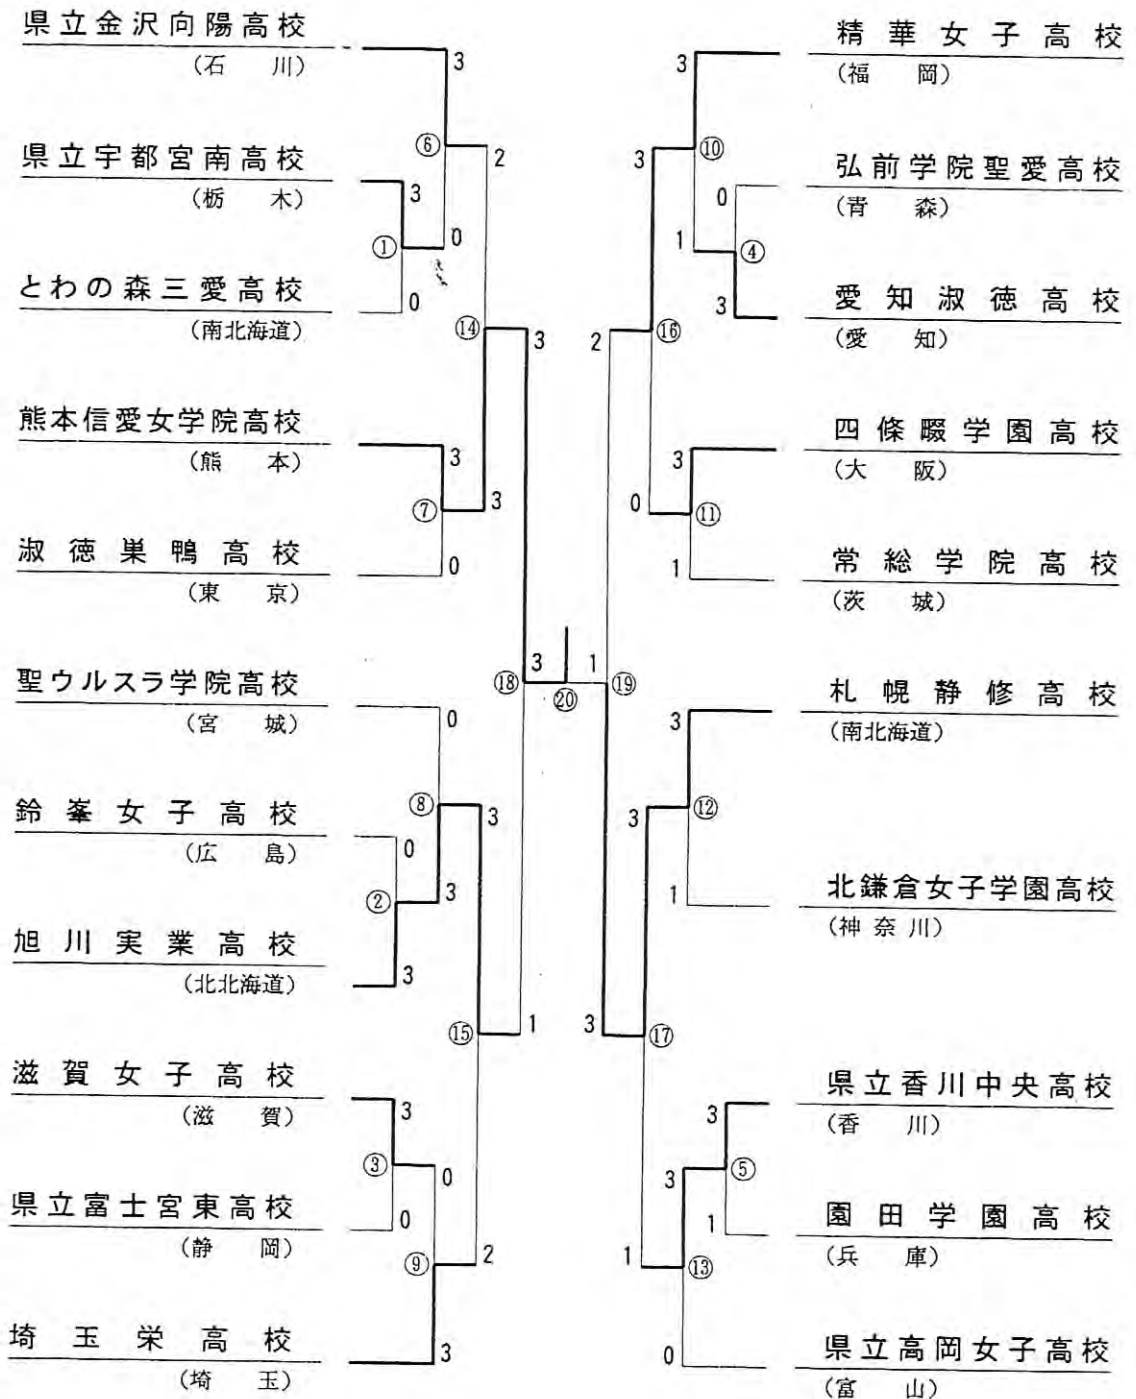 県立金沢向陽高校
(石　川)
3
⑥
2
県立宇都宮南高校
(栃　木)
3
①
0
とわの森三愛高校
(南北海道)
0
⑭
3
熊本信愛女学院高校
(熊　本)
3
⑦
3
淑徳巣鴨高校
(東　京)
0
聖ウルスラ学院高校
(宮　城)
0
⑱
3
⑳
1
⑲
鈴峯女子高校
(広　島)
0
⑧
3
②
3
旭川実業高校
(北北海道)
3
⑮
1
滋賀女子高校
(滋　賀)
3
③
0
県立富士宮東高校
(静　岡)
0
⑨
2
埼玉栄高校
(埼　玉)
3
精華女子高校
(福　岡)
3
3
⑩
弘前学院聖愛高校
(青　森)
0
1
④
愛知淑徳高校
(愛　知)
3
2
⑯
四條畷学園高校
(大　阪)
3
0
⑪
常総学院高校
(茨　城)
1
札幌静修高校
(南北海道)
3
3
⑫
北鎌倉女子学園高校
(神奈川)
1
3
⑰
県立香川中央高校
(香　川)
3
3
⑤
園田学園高校
(兵　庫)
1
1
⑬
県立高岡女子高校
(富　山)
0